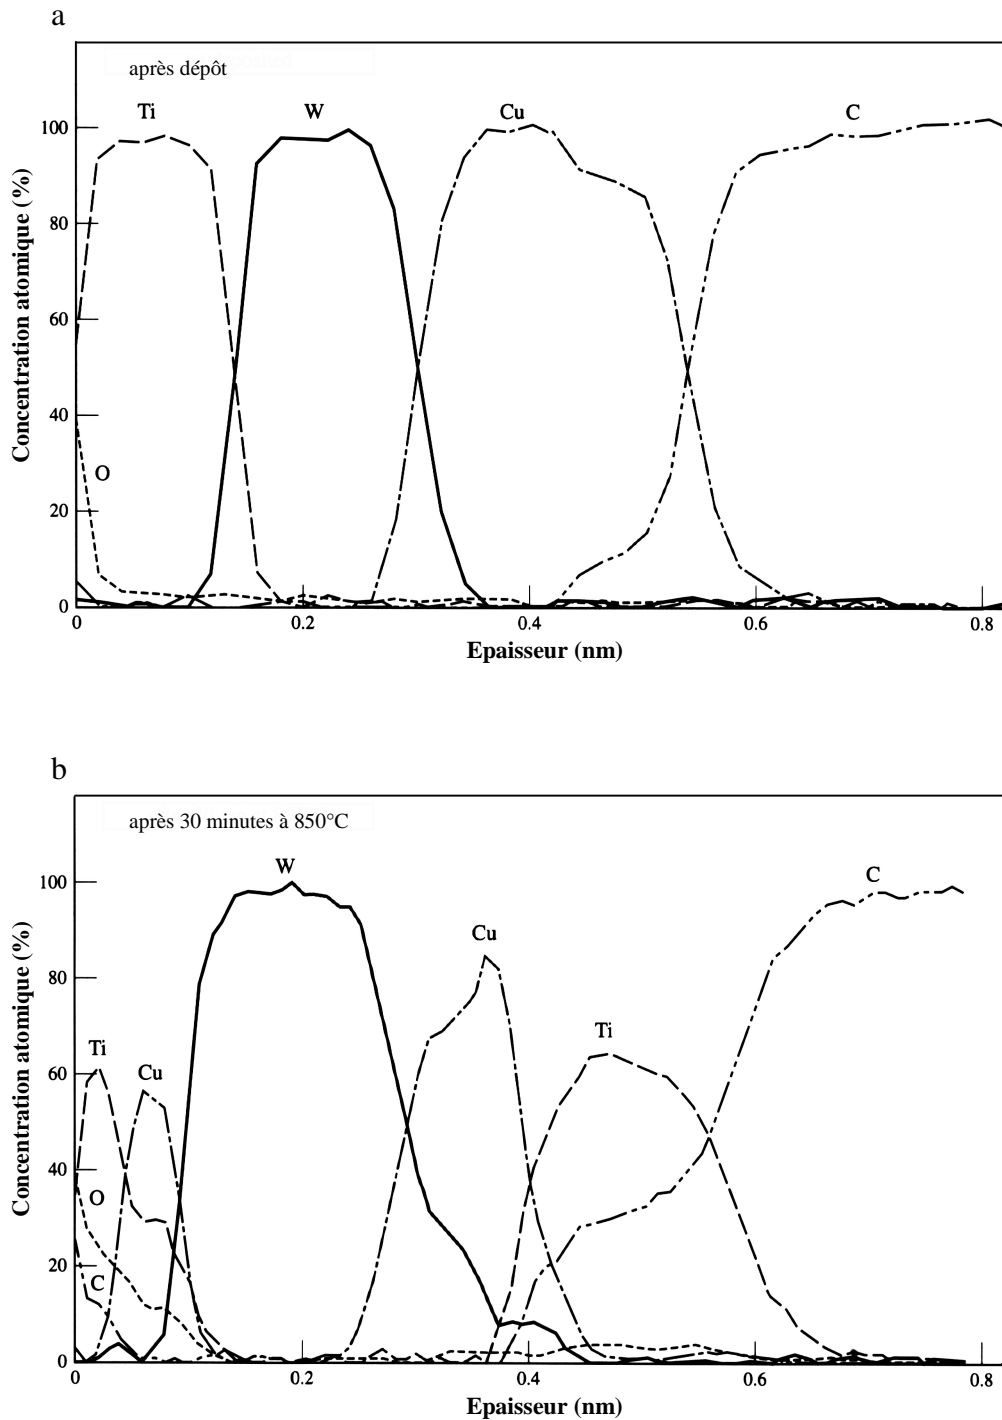 a
après dépôt
Ti W Cu C
100
80
60
40
20
0
O
Concentration atomique (%)
0 0.2 0.4 0.6 0.8
Epaisseur (nm)
b
après 30 minutes à 850°C
W
C
Cu
Ti
Ti
Cu
O
C
100
80
60
40
20
0
Concentration atomique (%)
0 0.2 0.4 0.6 0.8
Epaisseur (nm)